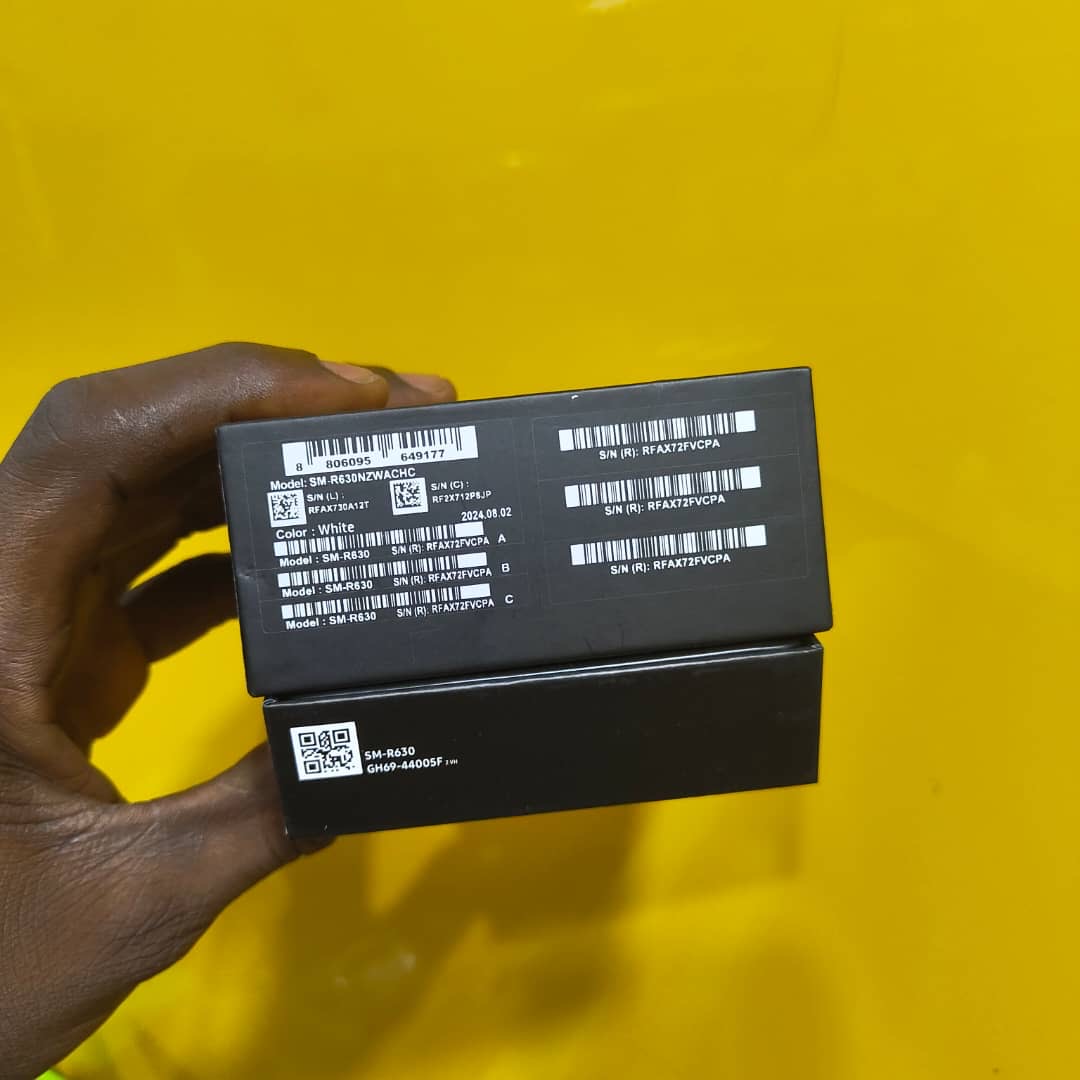 8 806095 649177
Model: SM-R630NZWACHC
S/N (L) :
RFAX730A12T
S/N (C) :
RF2X712P8JP
Color : White
2024.08.02
S/N (R): RFAX72FVCPA A
Model : SM-R630
S/N (R): RFAX72FVCPA B
Model : SM-R630
S/N (R): RFAX72FVCPA C
Model : SM-R630
S/N (R): RFAX72FVCPA
S/N (R): RFAX72FVCPA
S/N (R): RFAX72FVCPA
SM-R630
GH69-44005F